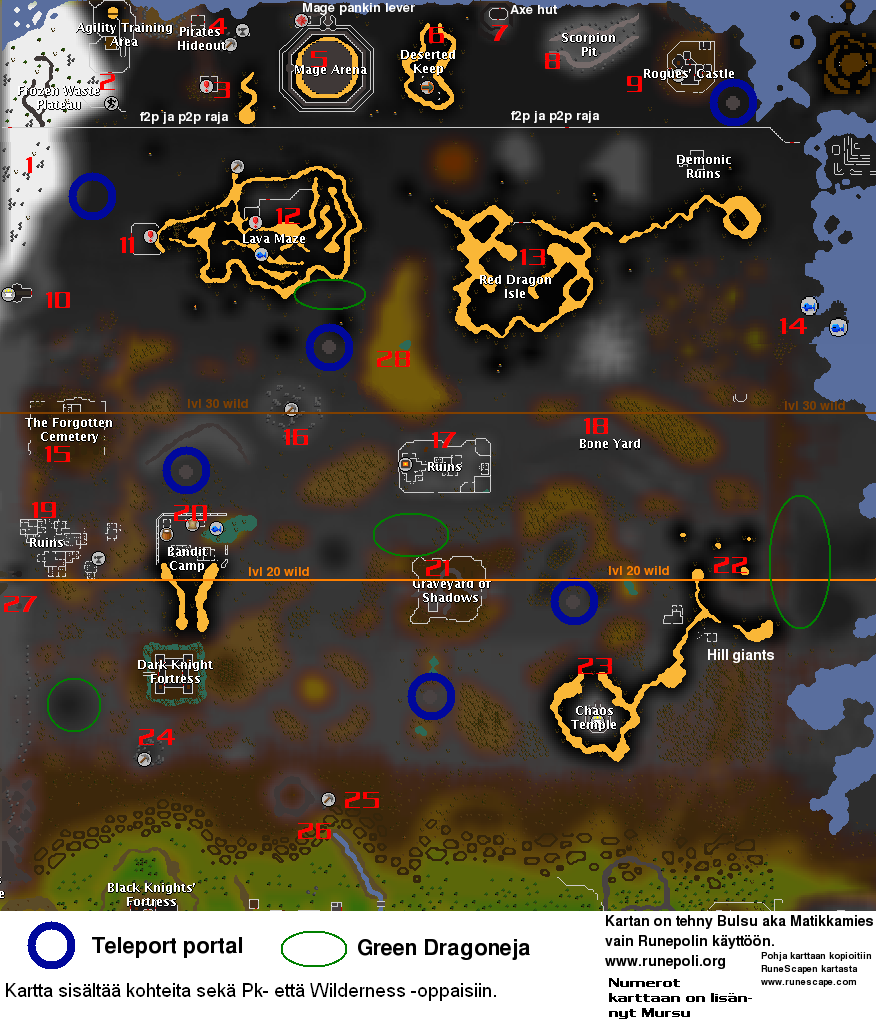 Mage pankin lever
Axe hut
Agility Training
Area
Pirates
Hideout
4
5
6
7
Scorpion
Pit
Mage Arena
Deserted
Keep
8
9
Rogues' Castle
2
3
Frozen Waste
Plateau
f2p ja p2p raja
f2p ja p2p raja
1
Demonic
Ruins
12
11
Lava Maze
13
Red Dragon
Isle
10
14
28
lvl 30 wild
lvl 30 wild
The Forgotten
Cemetery
15
16
17
Ruins
18
Bone Yard
19
Ruins
20
Bandit
Camp
lvl 20 wild
21
Graveyard of
Shadows
lvl 20 wild
22
27
Hill giants
Dark Knight
Fortress
23
Chaos
Temple
24
25
26
Black Knights'
Fortress
e
Teleport portal
Green Dragoneja
Kartta sisältää kohteita sekä Pk- että Wilderness -oppaisiin.
Kartan on tehny Bulsu aka Matikkamies
vain Runepolin käyttöön.
www.runepoli.org
Pohja karttaan kopioitiin
RuneScapen kartasta
www.runescape.com
Numerot
karttaan on lisän-
nyt Mursu